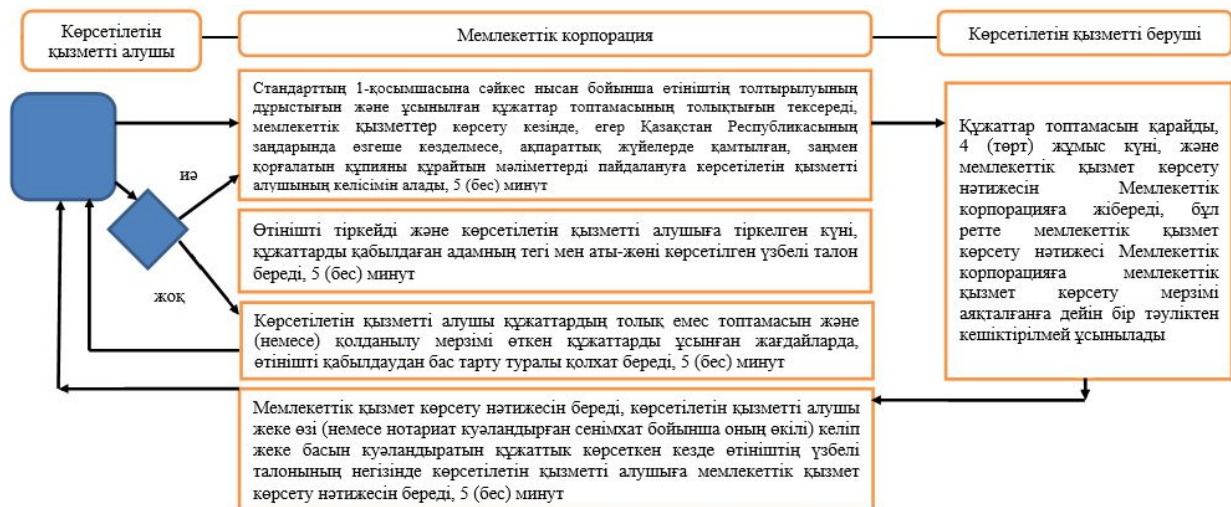 Көрсетілетін
қызметті алушы
Мемлекеттік корпорация
Көрсетілетін қызметті беруші
Стандарттың 1-қосымшасына сәйкес нысан бойынша өтініштің толтырылуының
дұрыстығын және ұсынылған құжаттар топтамасының толықтығын тексереді,
мемлекеттік қызметтер көрсету кезінде, егер Қазақстан Республикасының
заңдарында өзгеше көзделмесе, ақпараттық жүйелерде қамтылған, заңмен
қорғалатын құпияны құрайтын мәліметтерді пайдалануға көрсетілетін қызметті
алушының келісімін алады, 5 (бес) минут
иә
Өтінішті тіркейді және көрсетілетін қызметті алушыға тіркелген күні,
құжаттарды қабылдаған адамның тегі мен аты-жөні көрсетілген үзбелі талон
береді, 5 (бес) минут
жоқ
Көрсетілетін қызметті алушы құжаттардың толық емес топтамасын және
(немесе) қолданылу мерзімі өткен құжаттарды ұсынған жағдайларда,
өтінішті қабылдаудан бас тарту туралы қолхат береді, 5 (бес) минут
Мемлекеттік қызмет көрсету нәтижесін береді, көрсетілетін қызметті алушы
жеке өзі (немесе нотариат куәландырған сенімхат бойынша оның өкілі) келіп
жеке басын куәландыратын құжаттык көрсеткен кезде өтініштің үзбелі
талонының негізінде көрсетілетін қызметті алушыға мемлекеттік қызмет
көрсету нәтижесін береді, 5 (бес) минут
Құжаттар топтамасын қарайды,
4 (төрт) жұмыс күні, және
мемлекеттік қызмет көрсету
нәтижесін Мемлекеттік
корпорацияға жібереді, бұл
ретте мемлекеттік қызмет
көрсету нәтижесі Мемлекеттік
корпорацияға мемлекеттік
қызмет көрсету мерзімі
аяқталғанға дейін бір тәуліктен
кешіктірілмей ұсынылады